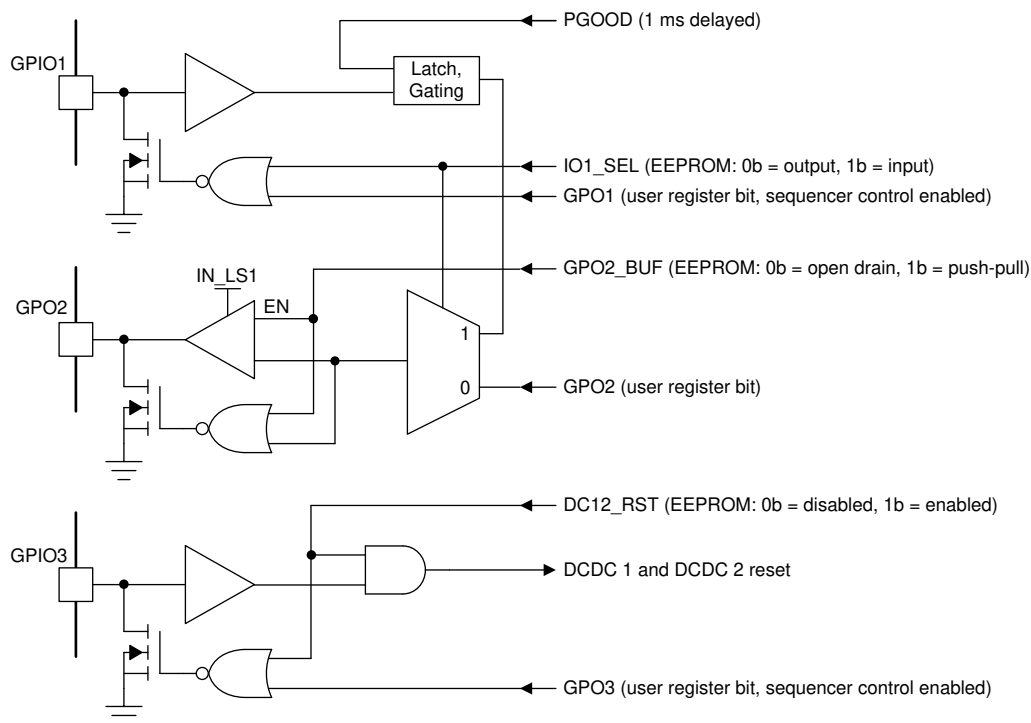 PGOOD (1 ms delayed)
GPIO1
Latch,
Gating
IO1_SEL (EEPROM: 0b = output, 1b = input)
GPO1 (user register bit, sequencer control enabled)
GPO2_BUF (EEPROM: 0b = open drain, 1b = push-pull)
IN_LS1
EN
GPO2
1
0
GPO2 (user register bit)
DC12_RST (EEPROM: 0b = disabled, 1b = enabled)
GPIO3
DCDC 1 and DCDC 2 reset
GPO3 (user register bit, sequencer control enabled)